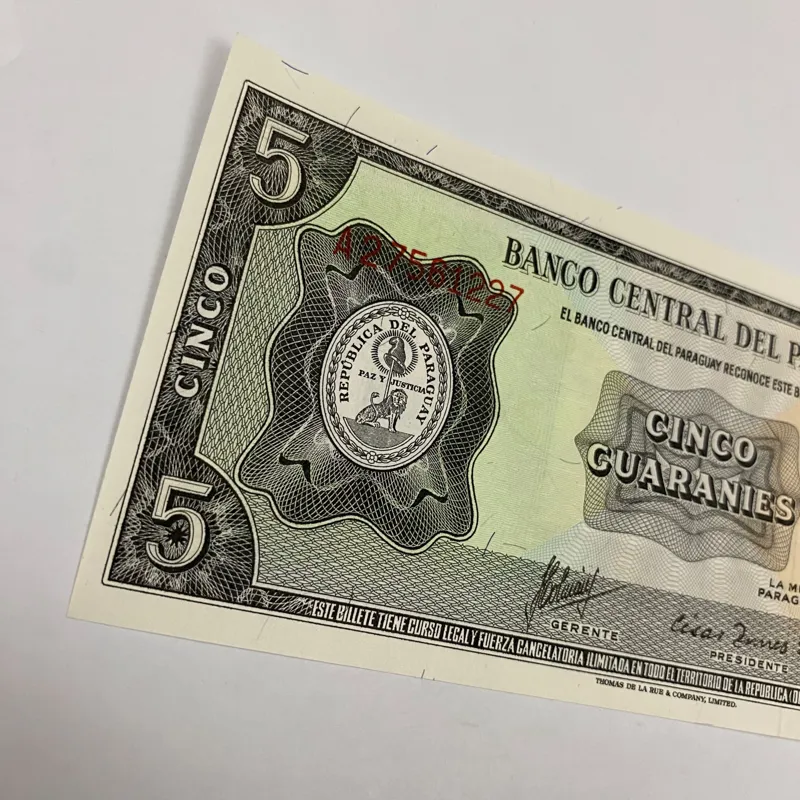 5
CINCO
5
A27561227
REPÚBLICA DEL PARAGUAY
PAZ Y JUSTICIA
BANCO CENTRAL DEL P
EL BANCO CENTRAL DEL PARAGUAY RECONOCE ESTE B
CINCO
GUARANIES
LA M
PARAG
GERENTE
PRESIDENTE
ESTE BILLETE TIENE CURSO LEGAL Y FUERZA CANCELATORIA ILIMITADA EN TODO EL TERRITORIO DE LA REPUBLICA
THOMAS DE LA RUE & COMPANY, LIMITED.